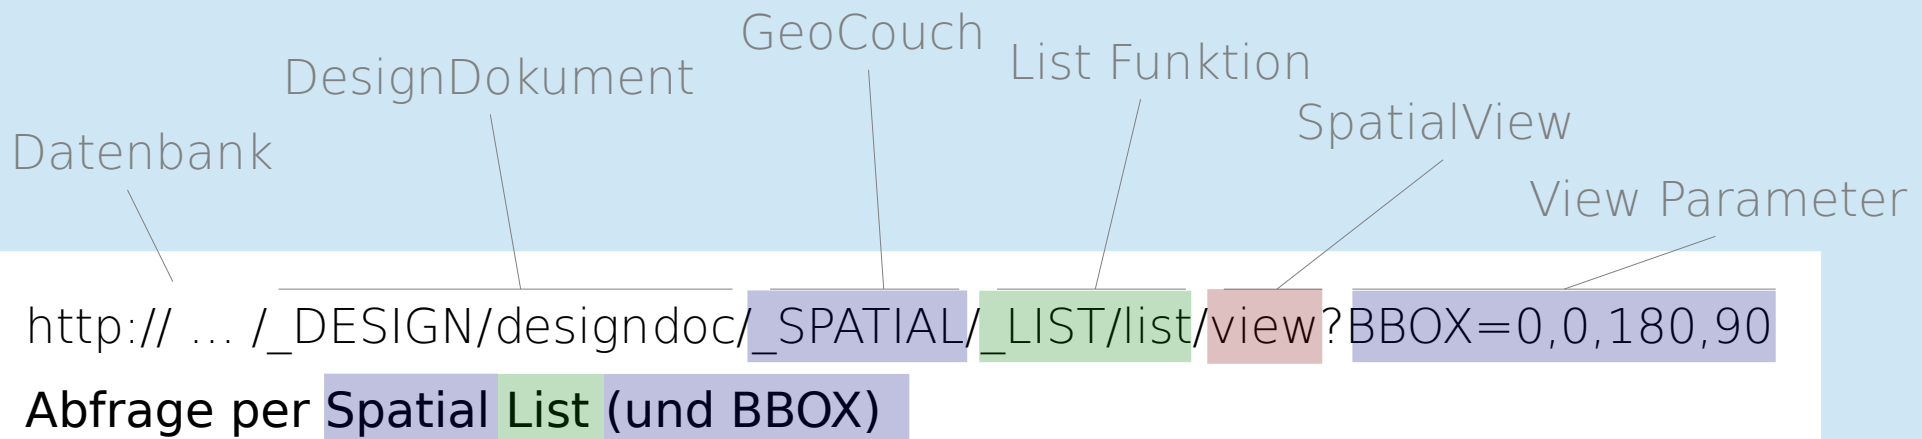 GeoCouch
List Funktion
DesignDokument
SpatialView
Datenbank
View Parameter
http:// ... /_DESIGN/designdoc/_SPATIAL/_LIST/list/view?BBOX=0,0,180,90
Abfrage per Spatial List (und BBOX)